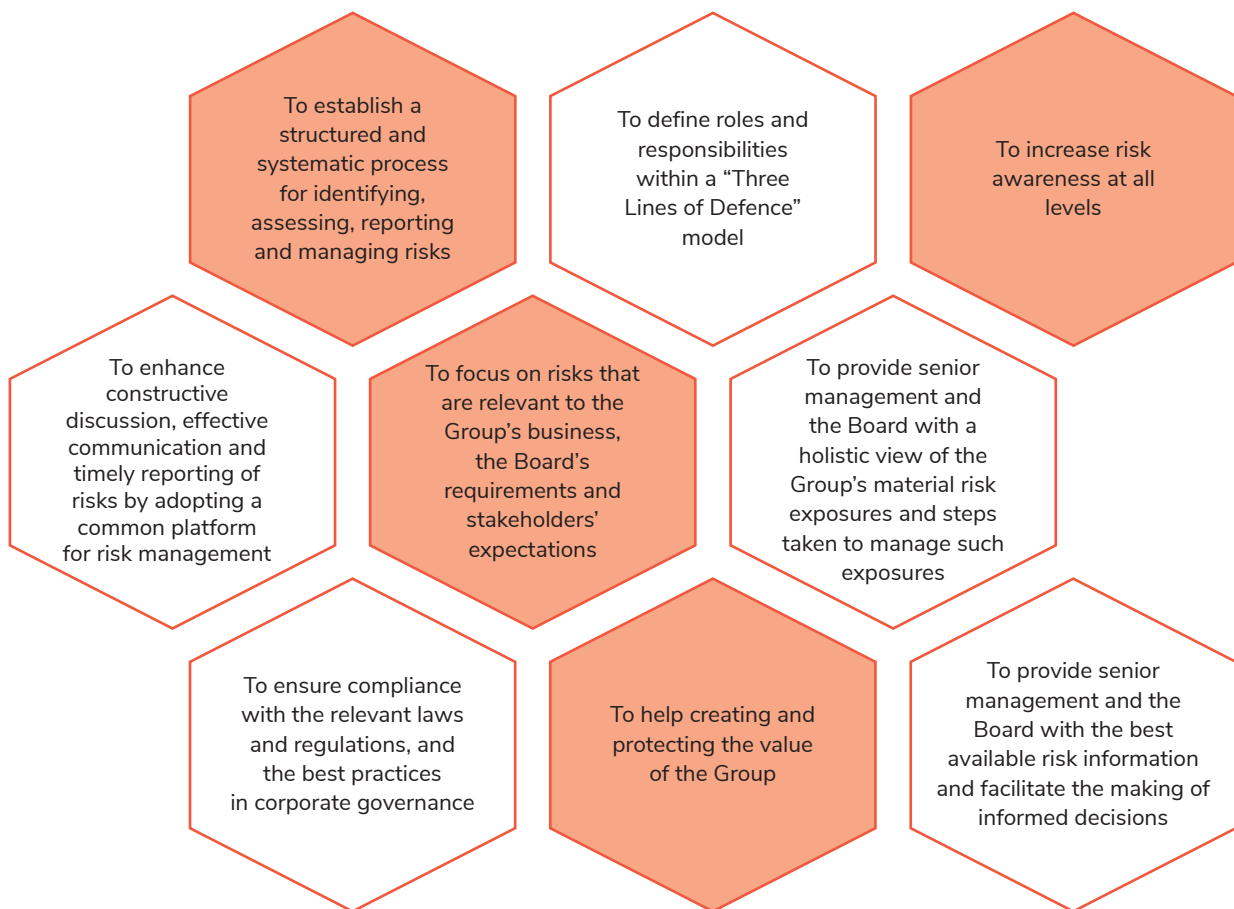 To establish a
structured and
systematic process
for identifying,
assessing, reporting
and managing risks
To define roles and
responsibilities
within a “Three
Lines of Defence”
model
To increase risk
awareness at all
levels
To enhance
constructive
discussion, effective
communication and
timely reporting of
risks by adopting a
common platform
for risk management
To focus on risks that
are relevant to the
Group’s business,
the Board’s
requirements and
stakeholders’
expectations
To provide senior
management and
the Board with a
holistic view of the
Group’s material risk
exposures and steps
taken to manage such
exposures
To ensure compliance
with the relevant laws
and regulations, and
the best practices
in corporate governance
To help creating and
protecting the value
of the Group
To provide senior
management and the
Board with the best
available risk information
and facilitate the making of
informed decisions